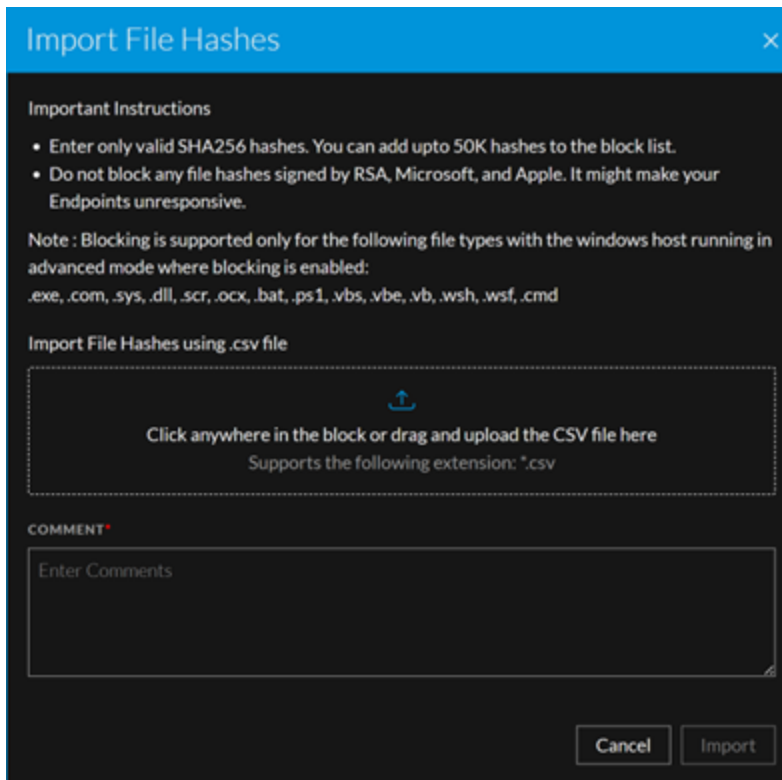 Import File Hashes
Important Instructions
• Enter only valid SHA256 hashes. You can add upto 50K hashes to the block list.
• Do not block any file hashes signed by RSA, Microsoft, and Apple. It might make your
Endpoints unresponsive.
Note : Blocking is supported only for the following file types with the windows host running in
advanced mode where blocking is enabled:
.exe, .com, .sys, .dll, .scr, .ocx, .bat, .ps1, .vbs, .vbe, .vb, .wsh, .wsf, .cmd
Import File Hashes using .csv file
Click anywhere in the block or drag and upload the CSV file here
Supports the following extension: *.csv
COMMENT*
Enter Comments
Cancel Import